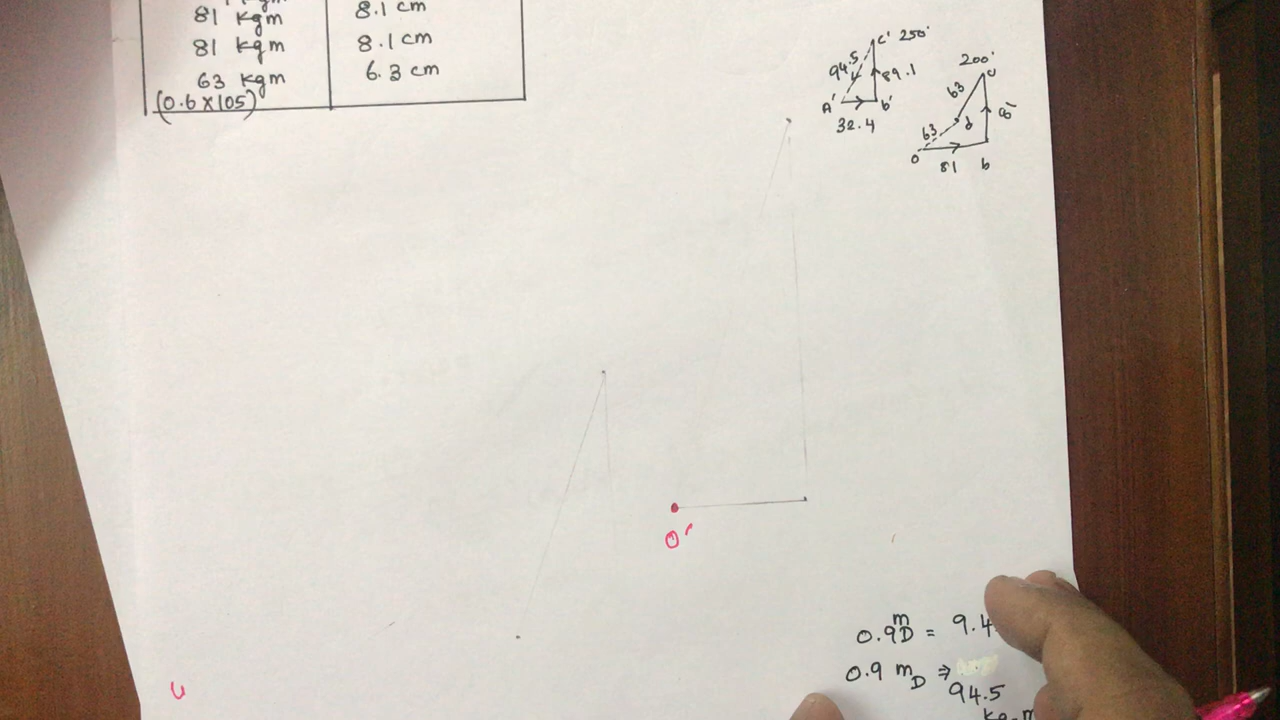 81 kgm 8.1 cm
81 kgm 8.1 cm
63 kgm 6.3 cm
(0.6 x 105)
c' 250'
94.5
89.1
A' b'
32.4
200'
c
63
81
63 d
o
81 b
o'
0.9 mD = 9.4
0.9 mD ⇒
94.5
kg-m